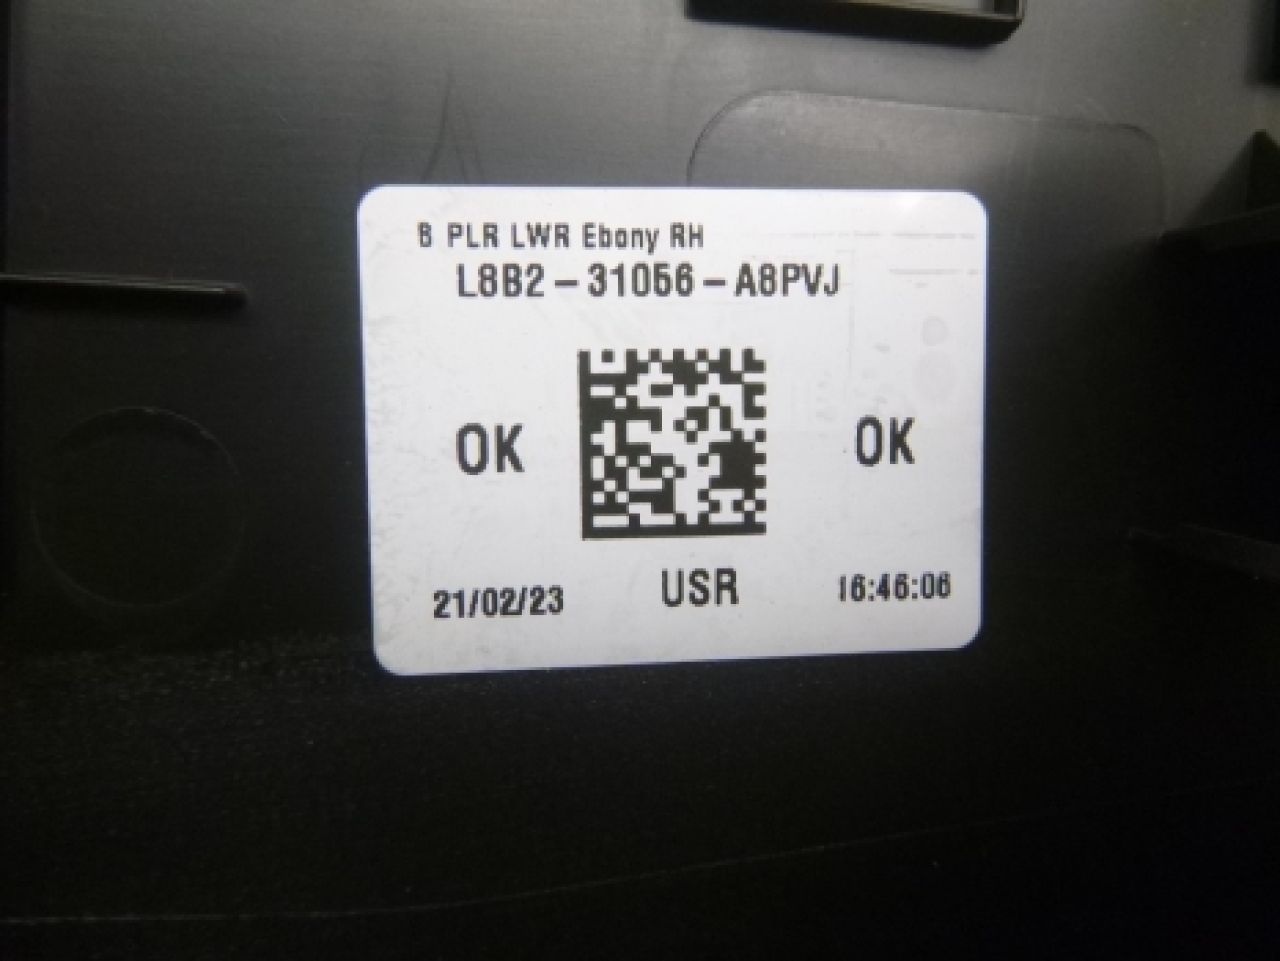 B PLR LWR Ebony RH
L8B2-31056-A8PVJ
OK
OK
21/02/23
USR
16:46:06